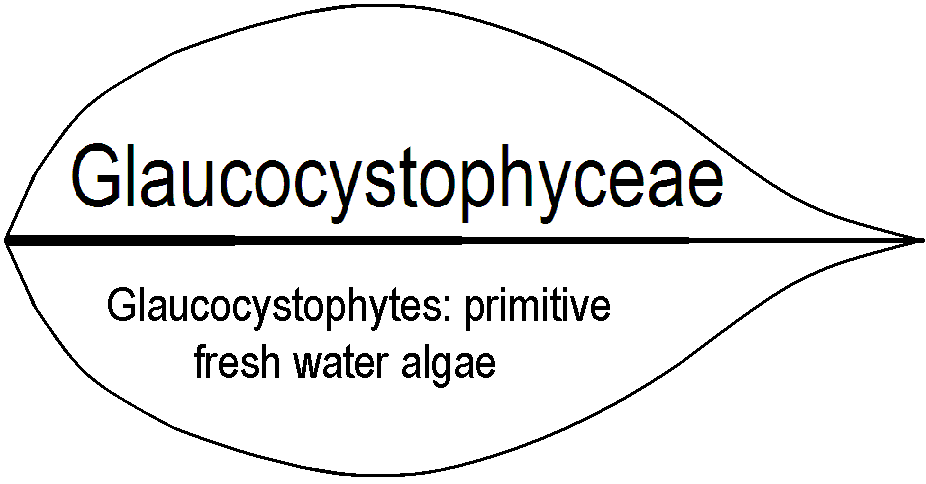 Glaucocystophyceae
Glaucocystophytes: primitive
fresh water algae